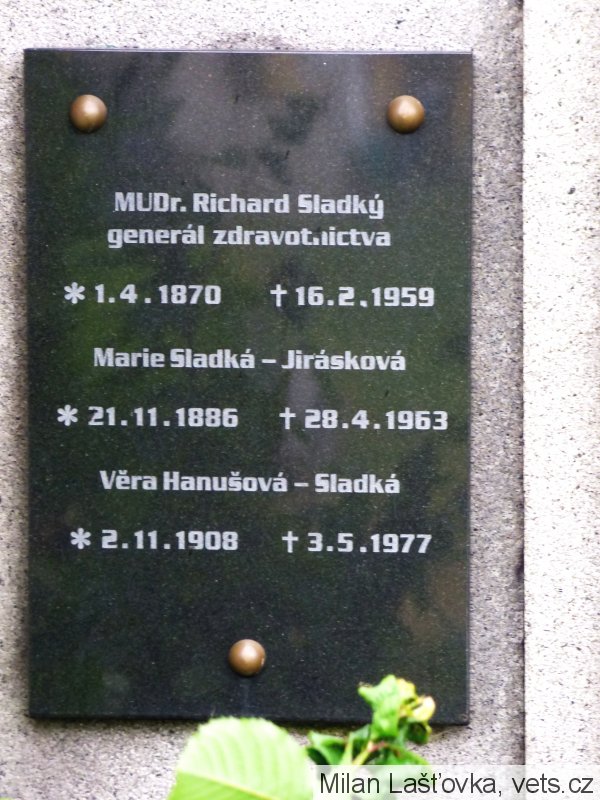 MUDr. Richard Sladký
generál zdravotnictva
* 1.4.1870 † 16.2.1959
Marie Sladká – Jirásková
* 21.11.1886 † 28.4.1963
Věra Hanušová – Sladká
* 2.11.1908 † 3.5.1977
Milan Lašťovka, vets.cz